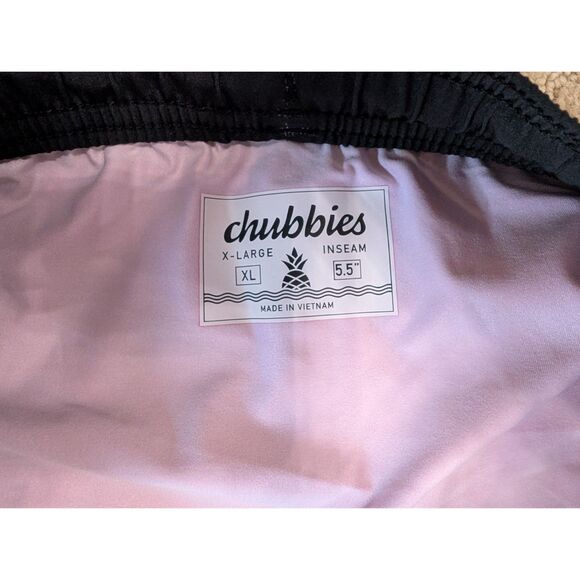 chubbies
X-LARGE INSEAM
XL 5.5"
MADE IN VIETNAM